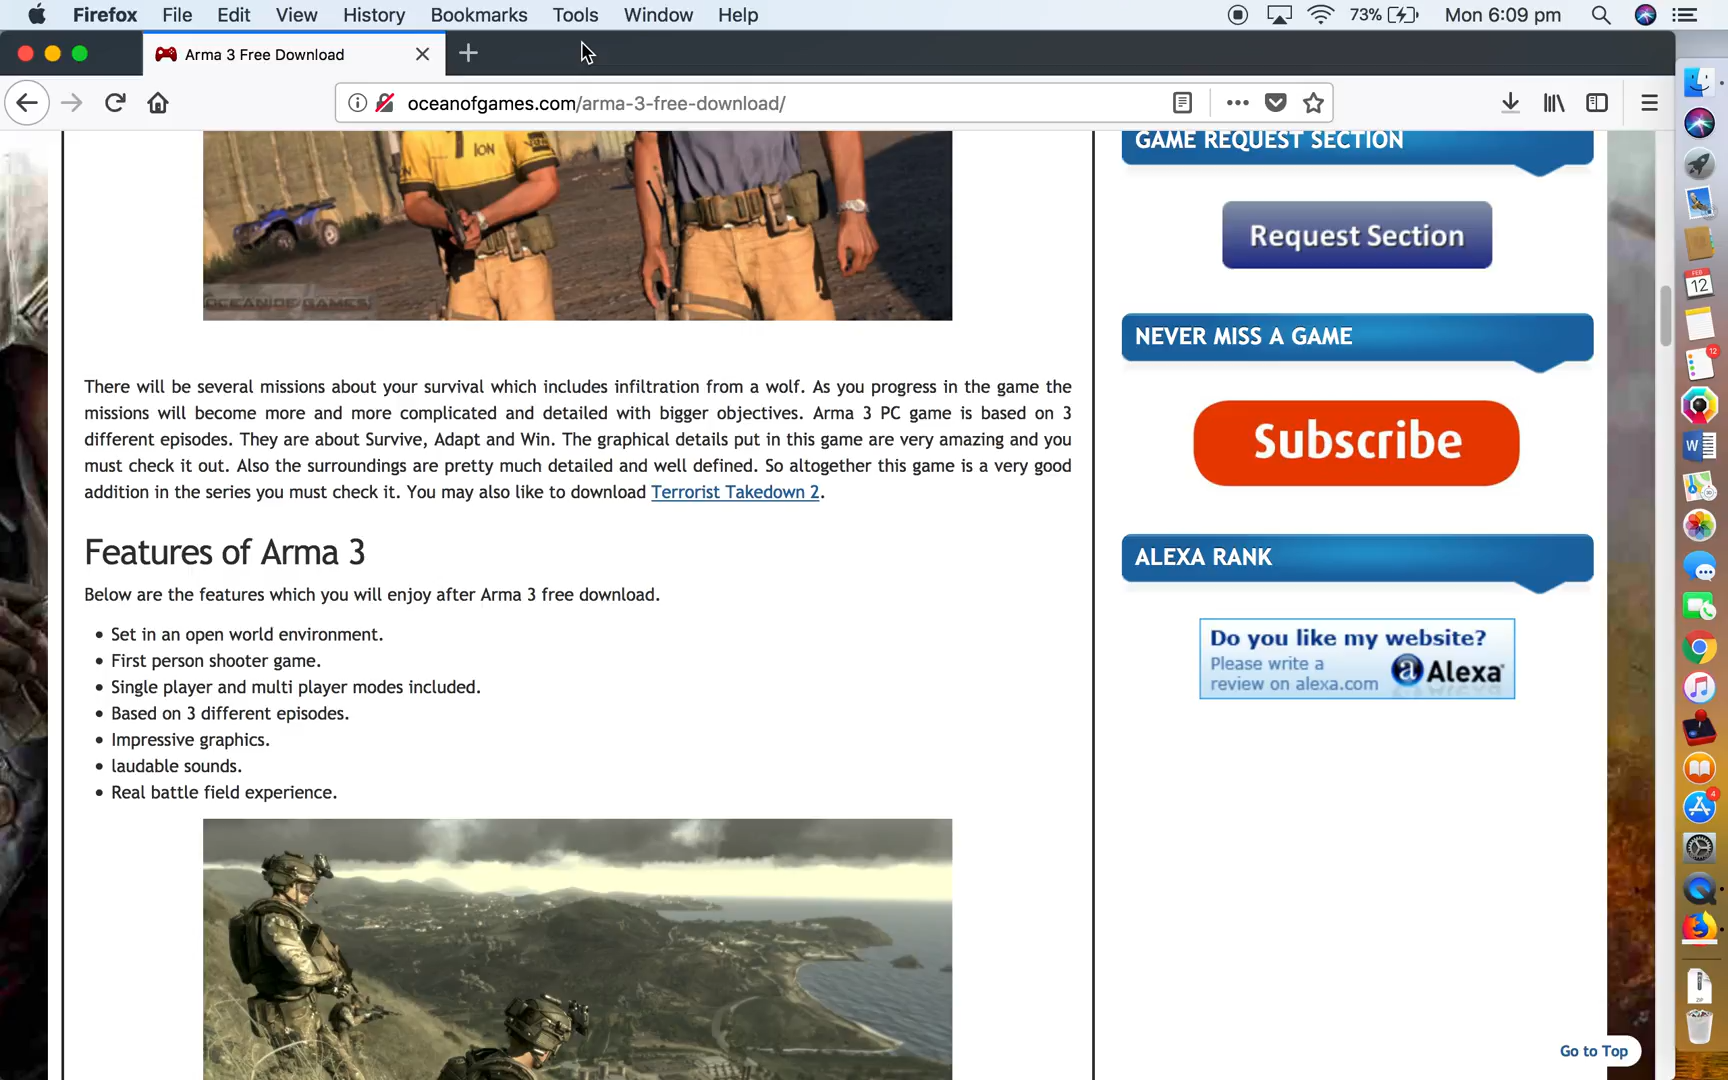 Firefox File Edit View History Bookmarks Tools Window Help 73% Mon 6:09 pm
Arma 3 Free Download
oceanofgames.com/arma-3-free-download/
ION
OCEAN OF GAMES
There will be several missions about your survival which includes infiltration from a wolf. As you progress in the game the
missions will become more and more complicated and detailed with bigger objectives. Arma 3 PC game is based on 3
different episodes. They are about Survive, Adapt and Win. The graphical details put in this game are very amazing and you
must check it out. Also the surroundings are pretty much detailed and well defined. So altogether this game is a very good
addition in the series you must check it. You may also like to download Terrorist Takedown 2.
Features of Arma 3
Below are the features which you will enjoy after Arma 3 free download.
• Set in an open world environment.
• First person shooter game.
• Single player and multi player modes included.
• Based on 3 different episodes.
• Impressive graphics.
• laudable sounds.
• Real battle field experience.
GAME REQUEST SECTION
Request Section
NEVER MISS A GAME
Subscribe
ALEXA RANK
Do you like my website?
Please write a
review on alexa.com
a Alexa
Go to Top
FEB
12
12
W
4
ZIP